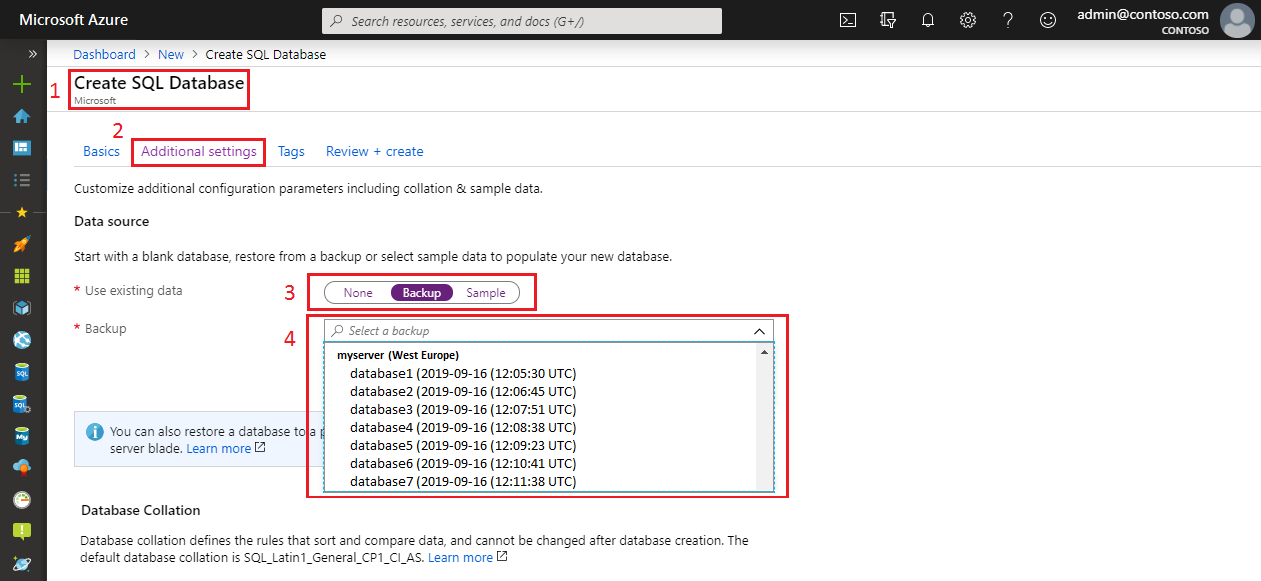 Microsoft Azure
Search resources, services, and docs (G+/)
admin@contoso.com
CONTOSO
Dashboard > New > Create SQL Database
1
Create SQL Database
Microsoft
2
Basics Additional settings Tags Review + create
Customize additional configuration parameters including collation & sample data.
Data source
Start with a blank database, restore from a backup or select sample data to populate your new database.
* Use existing data
3
None Backup Sample
* Backup
4
Select a backup
myserver (West Europe)
database1 (2019-09-16 (12:05:30 UTC)
database2 (2019-09-16 (12:06:45 UTC)
database3 (2019-09-16 (12:07:51 UTC)
database4 (2019-09-16 (12:08:38 UTC)
database5 (2019-09-16 (12:09:23 UTC)
database6 (2019-09-16 (12:10:41 UTC)
database7 (2019-09-16 (12:11:38 UTC)
You can also restore a database to a p
server blade. Learn more
Database Collation
Database collation defines the rules that sort and compare data, and cannot be changed after database creation. The
default database collation is SQL_Latin1_General_CP1_CI_AS. Learn more
SQL
SQL
My